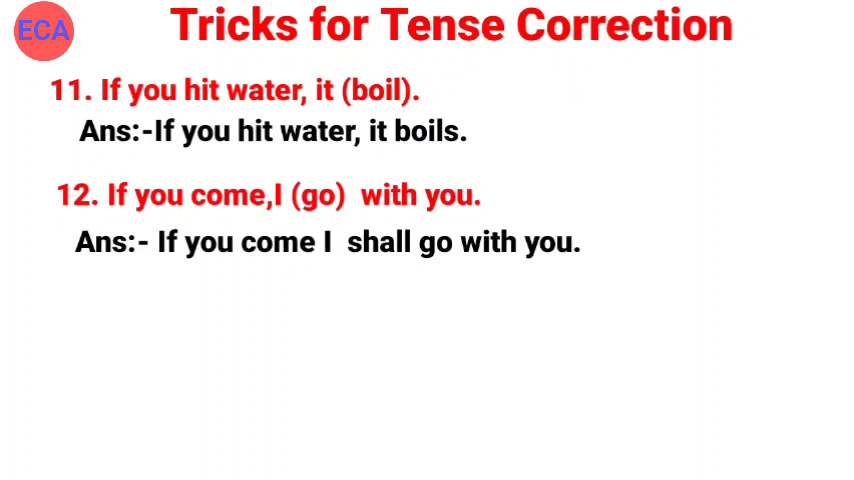 ECA
Tricks for Tense Correction
11. If you hit water, it (boil).
Ans:-If you hit water, it boils.
12. If you come,I (go) with you.
Ans:- If you come I shall go with you.